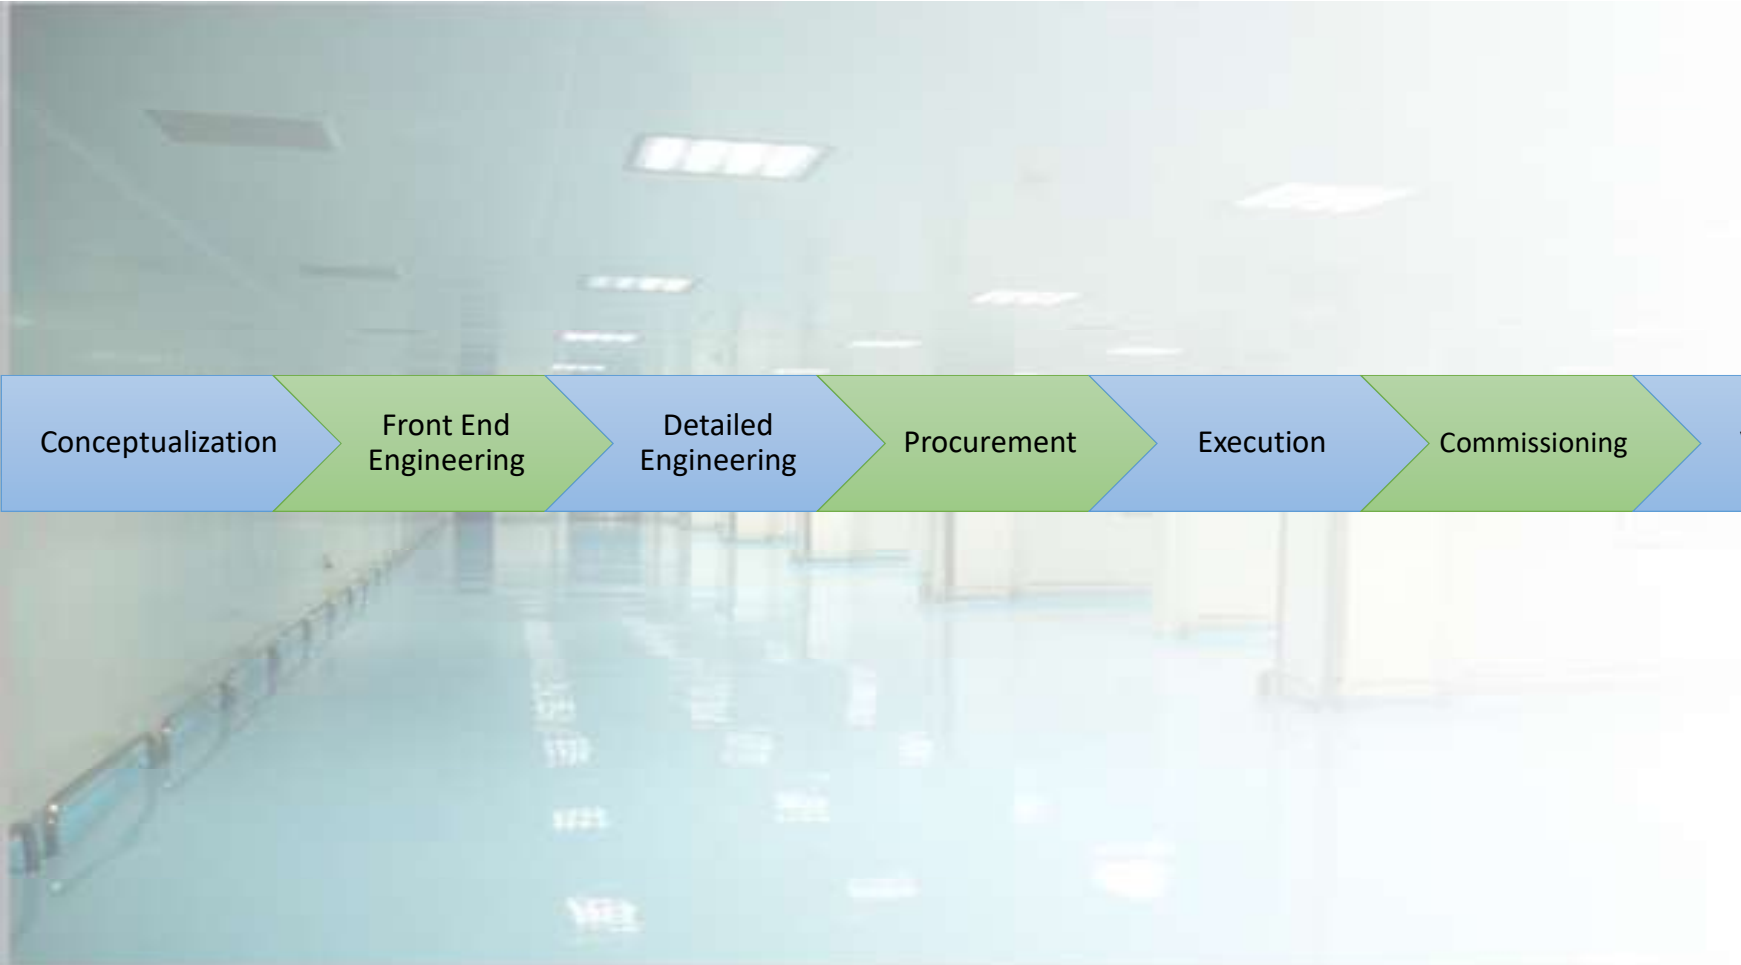 Conceptualization
Front End
Engineering
Detailed
Engineering
Procurement
Execution
Commissioning